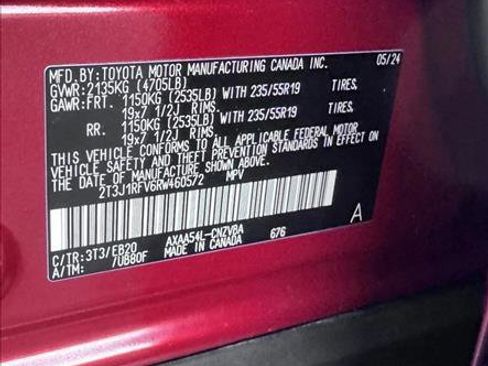 MFD.BY:TOYOTA MOTOR MANUFACTURING CANADA INC. 05/24
GVWR:2135KG (4705LB)
GAWR:FRT. 1150KG (2535LB) WITH 235/55R19 TIRES,
19x7 1/2J RIMS,
RR. 1150KG (2535LB) WITH 235/55R19 TIRES,
19x7 1/2J RIMS,
THIS VEHICLE CONFORMS TO ALL APPLICABLE FEDERAL MOTOR
VEHICLE SAFETY AND THEFT PREVENTION STANDARDS IN
EFFECT ON THE DATE OF MANUFACTURE SHOWN ABOVE.
2T3J1RFV6RW460572 MPV
A
C/TR:3T3/EB20 AXAA54L-CNZVBA 676
A/TM: /UB80F MADE IN CANADA